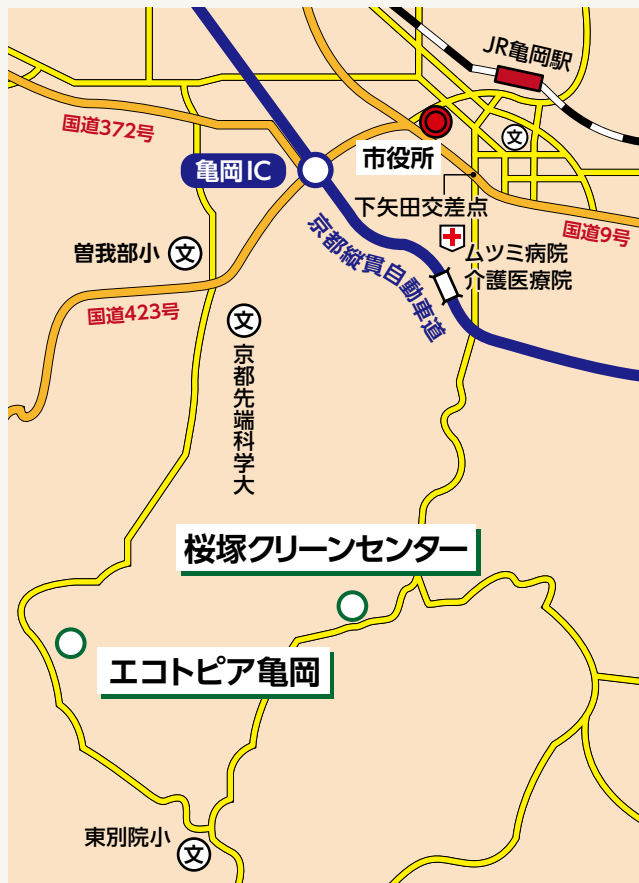 JR亀岡駅
国道372号
亀岡IC
市役所
文
下矢田交差点
国道9号
曽我部小
文
ムツミ病院
介護医療院
京都縦貫自動車道
国道423号
文
京都先端科学大
桜塚クリーンセンター
エコトピア亀岡
東別院小
文